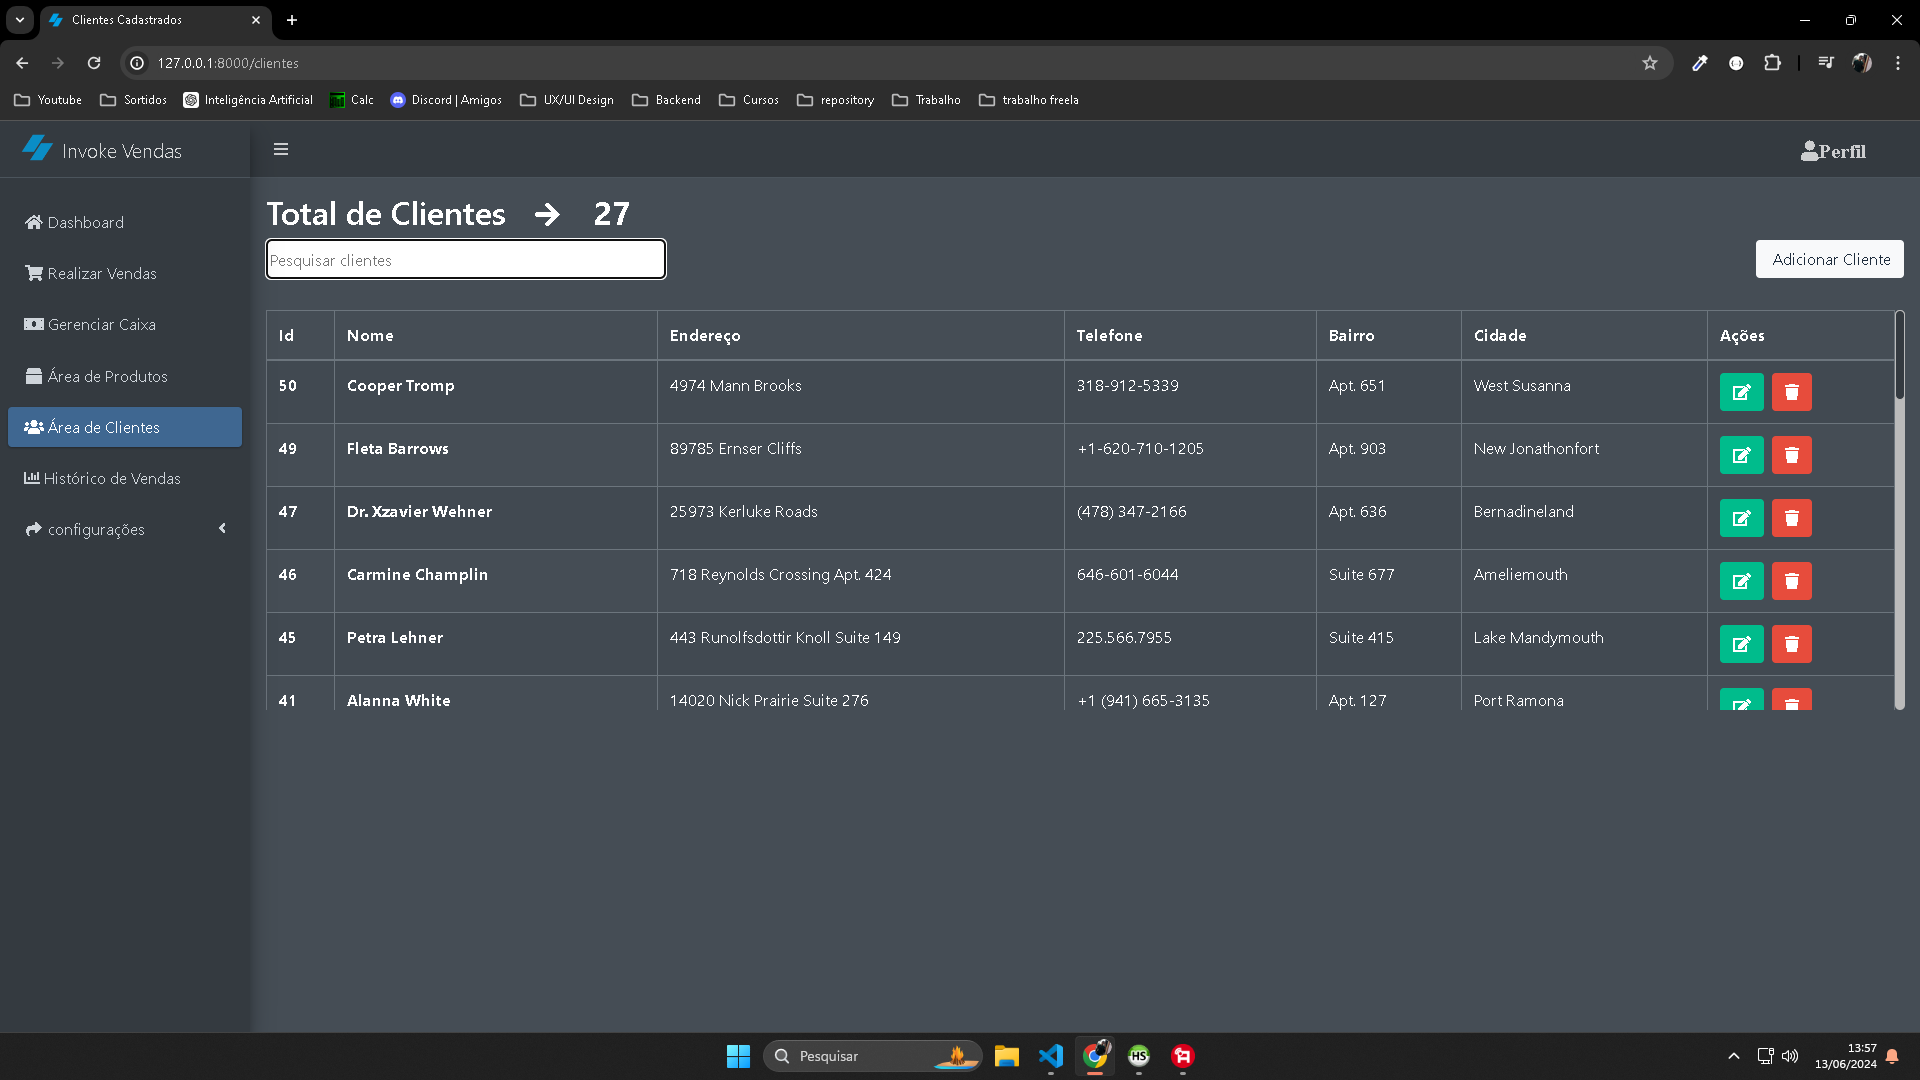 Clientes Cadastrados
127.0.0.1:8000/clientes
Youtube Sortidos Inteligência Artificial Calc Discord | Amigos UX/UI Design Backend Cursos repository Trabalho trabalho freela
Invoke Vendas
Perfil
Dashboard
Realizar Vendas
Gerenciar Caixa
Área de Produtos
Área de Clientes
Histórico de Vendas
configurações
Total de Clientes → 27
Pesquisar clientes
Adicionar Cliente
Id Nome Endereço Telefone Bairro Cidade Ações
50 Cooper Tromp 4974 Mann Brooks 318-912-5339 Apt. 651 West Susanna
49 Fleta Barrows 89785 Ernser Cliffs +1-620-710-1205 Apt. 903 New Jonathonfort
47 Dr. Xzavier Wehner 25973 Kerluke Roads (478) 347-2166 Apt. 636 Bernadineland
46 Carmine Champlin 718 Reynolds Crossing Apt. 424 646-601-6044 Suite 677 Ameliemouth
45 Petra Lehner 443 Runolfsdottir Knoll Suite 149 225.566.7955 Suite 415 Lake Mandymouth
41 Alanna White 14020 Nick Prairie Suite 276 +1 (941) 665-3135 Apt. 127 Port Ramona
Pesquisar
HS
13:57
13/06/2024